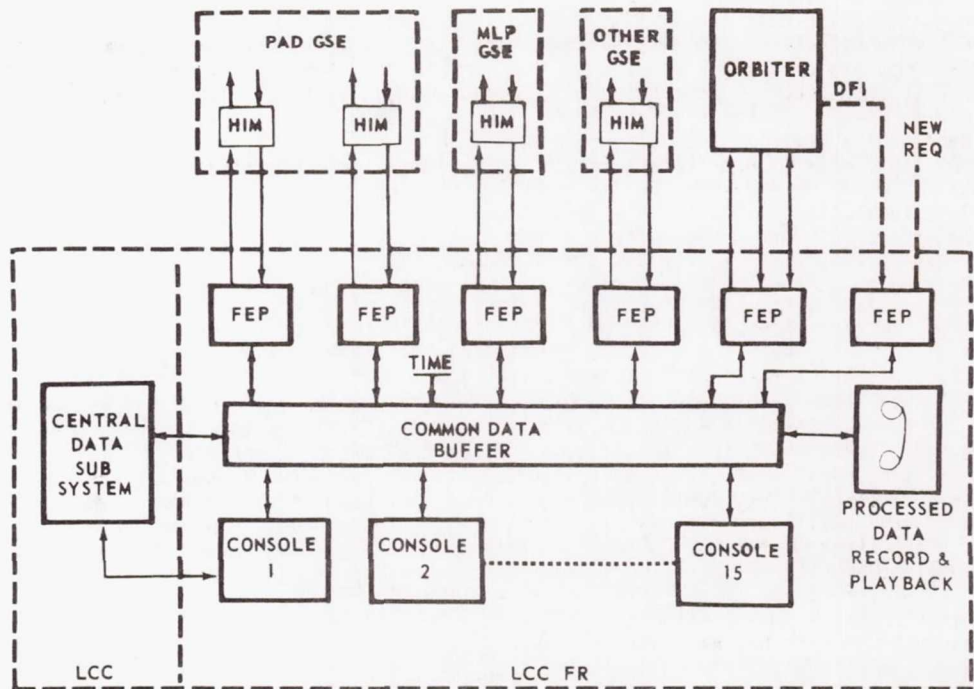 PAD GSE
MLP
GSE
OTHER
GSE
ORBITER
DFI
NEW
REQ
HIM
HIM
HIM
HIM
FEP
FEP
FEP
FEP
FEP
FEP
TIME
CENTRAL
DATA
SUB
SYSTEM
COMMON DATA
BUFFER
PROCESSED
DATA
RECORD &
PLAYBACK
CONSOLE
1
CONSOLE
2
CONSOLE
15
LCC
LCC FR